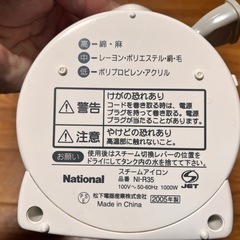 高 ─綿・麻
中 ─レーヨン・ポリエステル・絹・毛
低 ─ポリプロピレン・アクリル
けがの恐れあり
警告
コードを巻き取る時は、電源
プラグを持って巻き取る。電源
プラグが当たることがあります。
注意
やけどの恐れあり
高温部に触れないこと。
お願い
使用後はスチーム切換レバーの位置を
ドライにしてタンク内の水を捨てる
National
スチームアイロン
品番 NI-R35
100V~50-60Hz 1000W
S
JET
松下電器産業株式会社
2005年製
Made in China